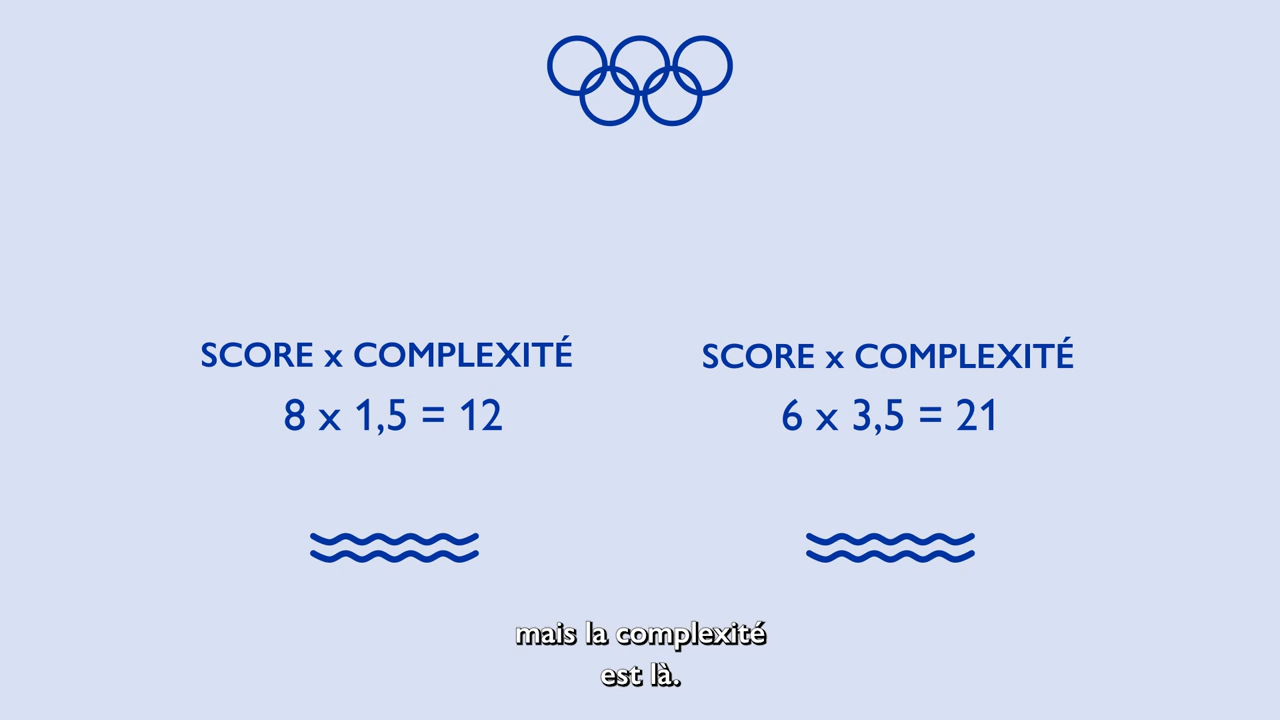 SCORE x COMPLEXITÉ
8 x 1,5 = 12
SCORE x COMPLEXITÉ
6 x 3,5 = 21
mais la complexité
est là.